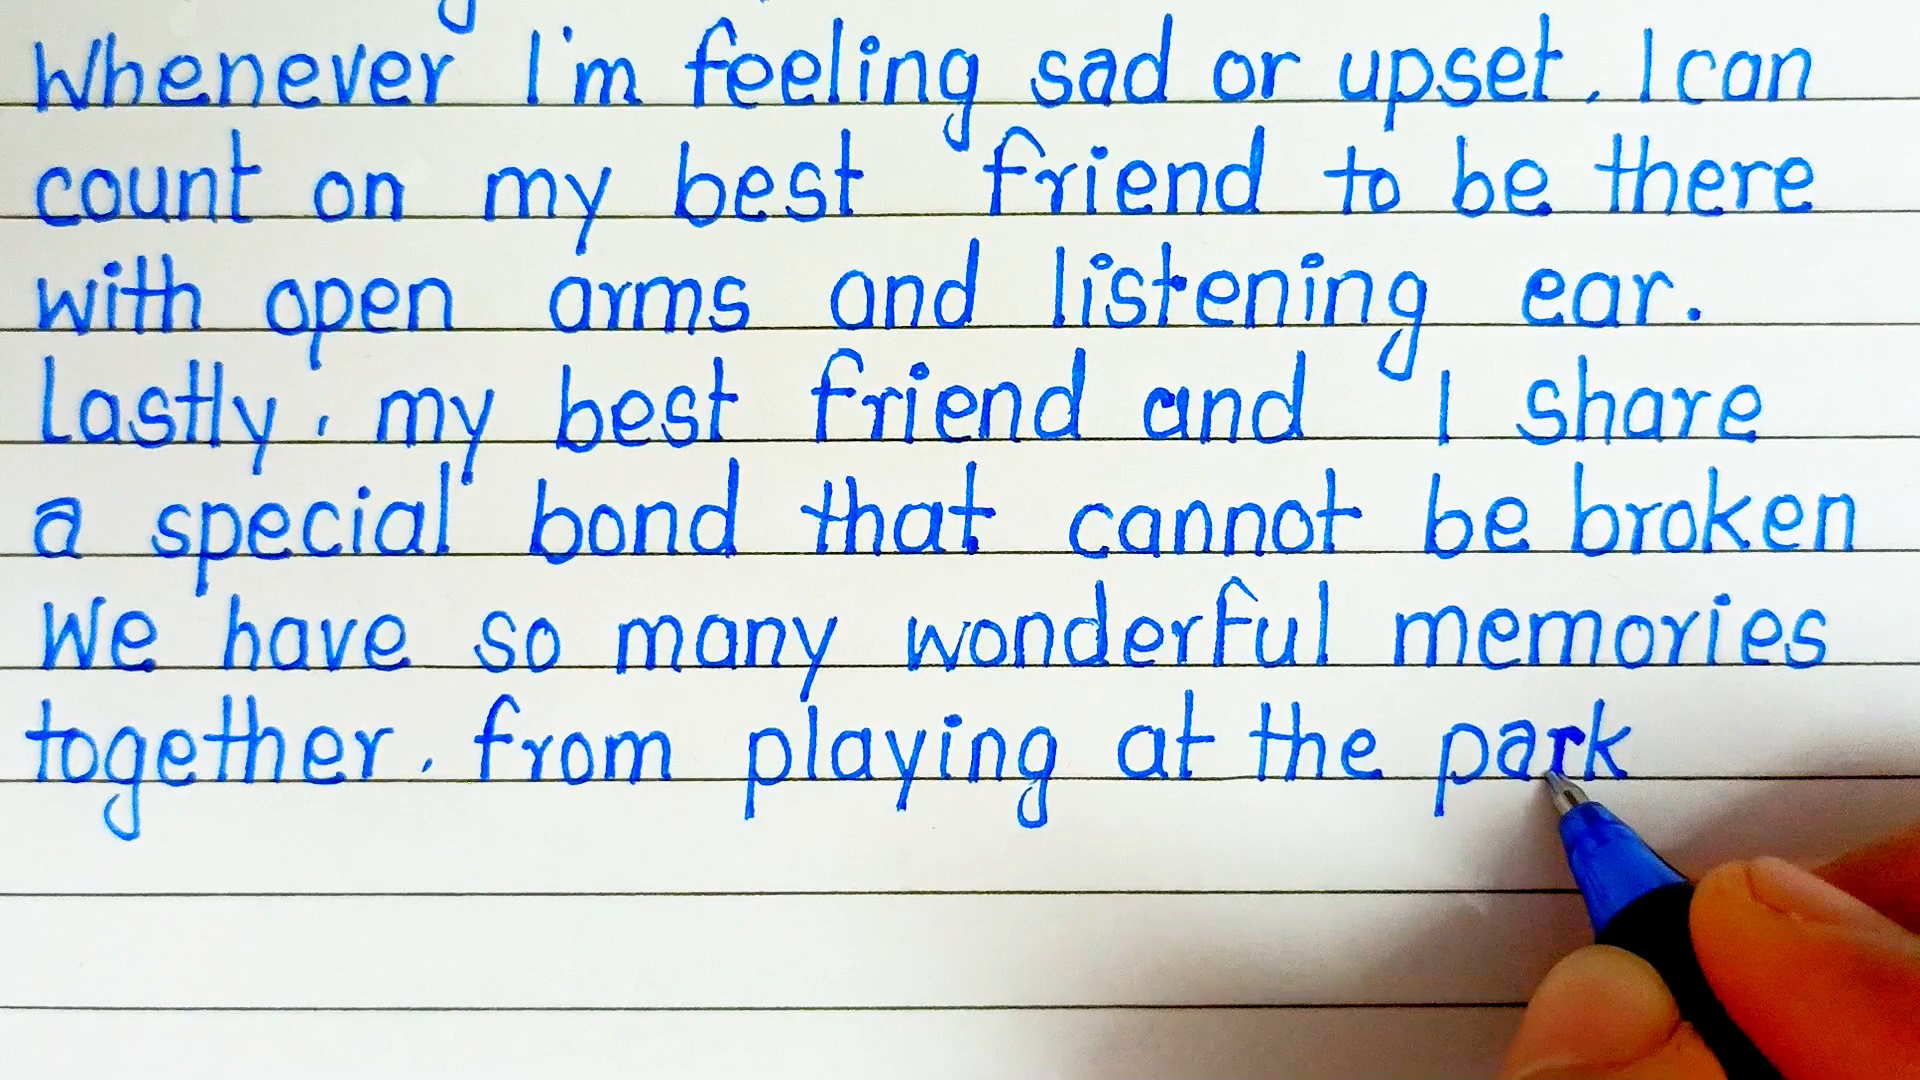 Whenever I'm feeling sad or upset, I can
count on my best friend to be there
with open arms and listening ear.
Lastly, my best friend and I share
a special bond that cannot be broken
We have so many wonderful memories
together, from playing at the park